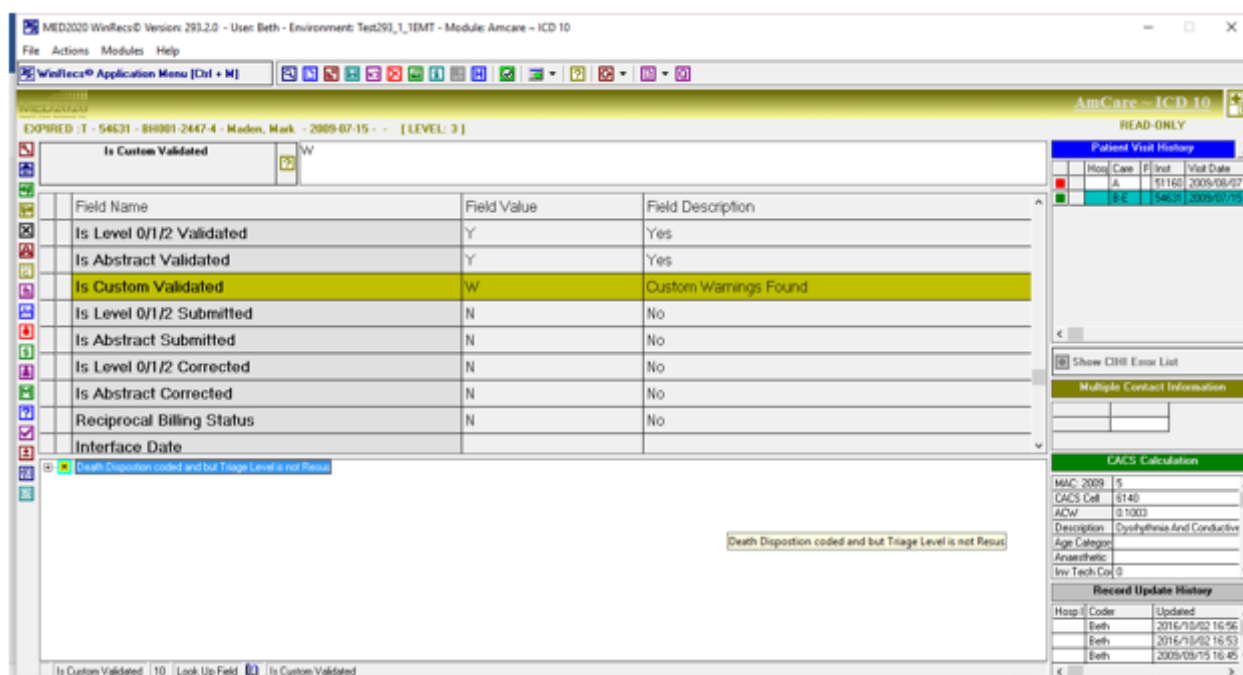 MED2020 WinRecs© Version: 293.2.0 - User: Beth - Environment: Test293_1_1EMT - Module: Amcare ~ ICD 10
File Actions Modules Help
WinRecs© Application Menu [Ctrl + M]
MED2020
AmCare ~ ICD 10
EXPIRED :T - 54631 - BH001-2447-4 - Maden, Mark - 2009-07-15 - - [LEVEL: 3 ]
READ-ONLY
Is Custom Validated W
Field Name Field Value Field Description
Is Level 0/1/2 Validated Y Yes
Is Abstract Validated Y Yes
Is Custom Validated W Custom Warnings Found
Is Level 0/1/2 Submitted N No
Is Abstract Submitted N No
Is Level 0/1/2 Corrected N No
Is Abstract Corrected N No
Reciprocal Billing Status N No
Interface Date
Death Dispostion coded and but Triage Level is not Resus
Death Dispostion coded and but Triage Level is not Resus
Is Custom Validated 10 Look Up Field Is Custom Validated
Patient Visit History
Hosp Care F Inst Visit Date
A 51160 2009/08/07
B-E 54631 2009/07/15
Show CIHI Error List
Multiple Contact Information
CACS Calculation
MAC: 2009 5
CACS Cell 6140
ACW 0.1003
Description Dysrhythmia And Conductive
Age Categor
Anaesthetic
Inv Tech Co 0
Record Update History
Hosp I Coder Updated
Beth 2016/10/02 16:56
Beth 2016/10/02 16:53
Beth 2009/09/15 16:45